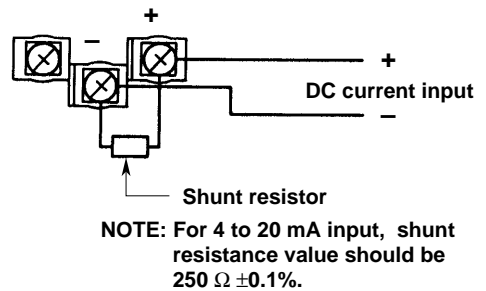 +
–
+
DC current input
–
Shunt resistor
NOTE: For 4 to 20 mA input, shunt
resistance value should be
250 Ω ±0.1%.